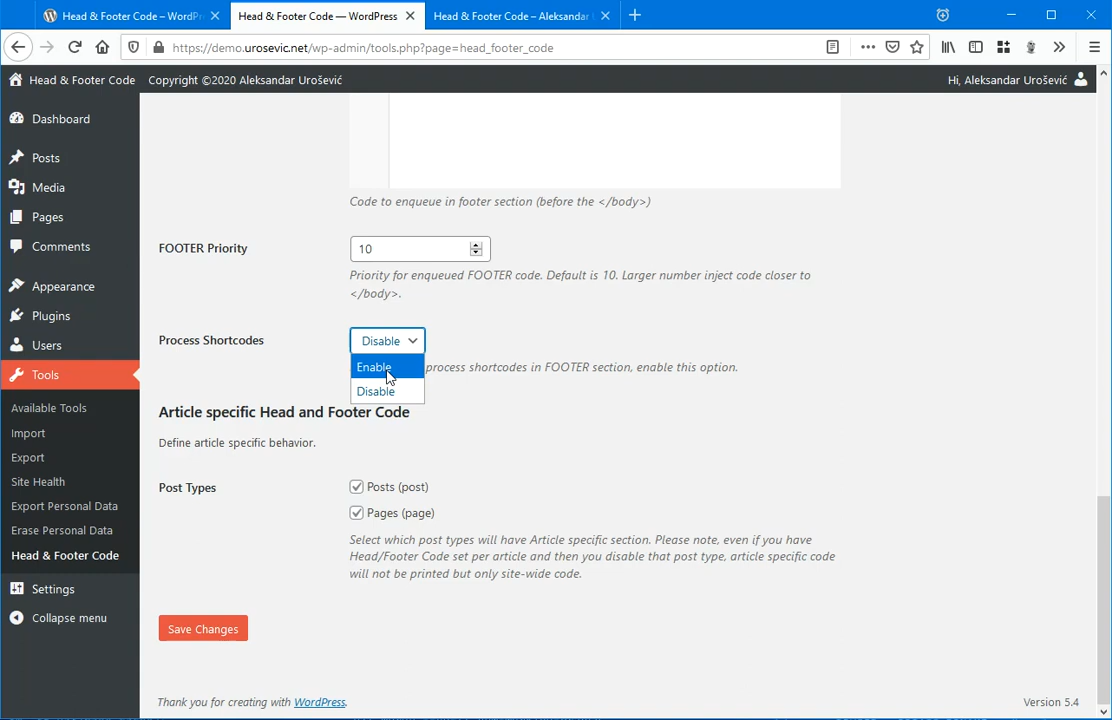 Head & Footer Code – WordPr
Head & Footer Code — WordPress
Head & Footer Code – Aleksandar
https://demo.urosevic.net/wp-admin/tools.php?page=head_footer_code
Head & Footer Code
Copyright ©2020 Aleksandar Urošević
Hi, Aleksandar Urošević
Dashboard
Posts
Media
Pages
Comments
Appearance
Plugins
Users
Tools
Available Tools
Import
Export
Site Health
Export Personal Data
Erase Personal Data
Head & Footer Code
Settings
Collapse menu
Code to enqueue in footer section (before the </body>)
FOOTER Priority
10
Priority for enqueued FOOTER code. Default is 10. Larger number inject code closer to
</body>.
Process Shortcodes
Disable
Enable
process shortcodes in FOOTER section, enable this option.
Disable
Article specific Head and Footer Code
Define article specific behavior.
Post Types
Posts (post)
Pages (page)
Select which post types will have Article specific section. Please note, even if you have
Head/Footer Code set per article and then you disable that post type, article specific code
will not be printed but only site-wide code.
Save Changes
Thank you for creating with WordPress.
Version 5.4